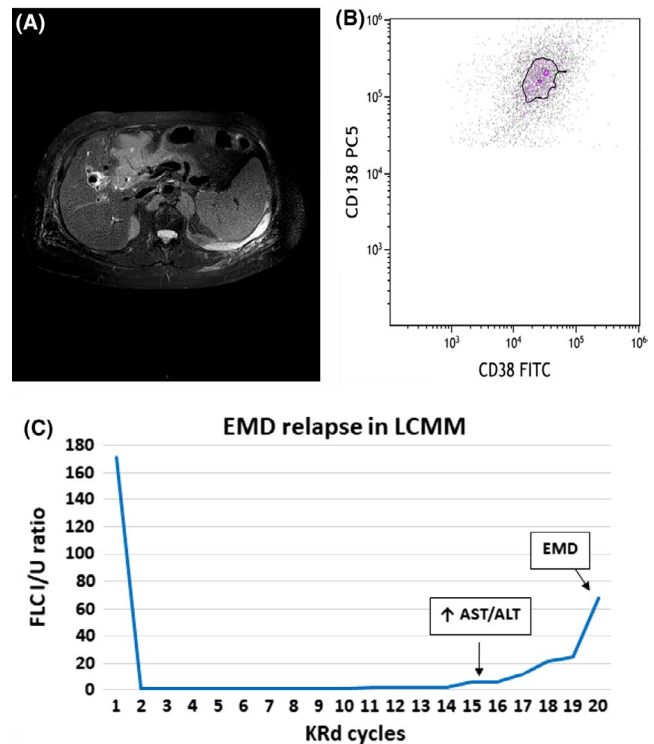 (A)
(B)
10⁶
10⁵
10⁴
10³
CD138 PC5
10³ 10⁴ 10⁵ 10⁶
CD38 FITC
(C)
EMD relapse in LCMM
180
160
140
120
100
80
60
40
20
0
FLC I/U ratio
EMD
↑ AST/ALT
1 2 3 4 5 6 7 8 9 10 11 12 13 14 15 16 17 18 19 20
KRd cycles